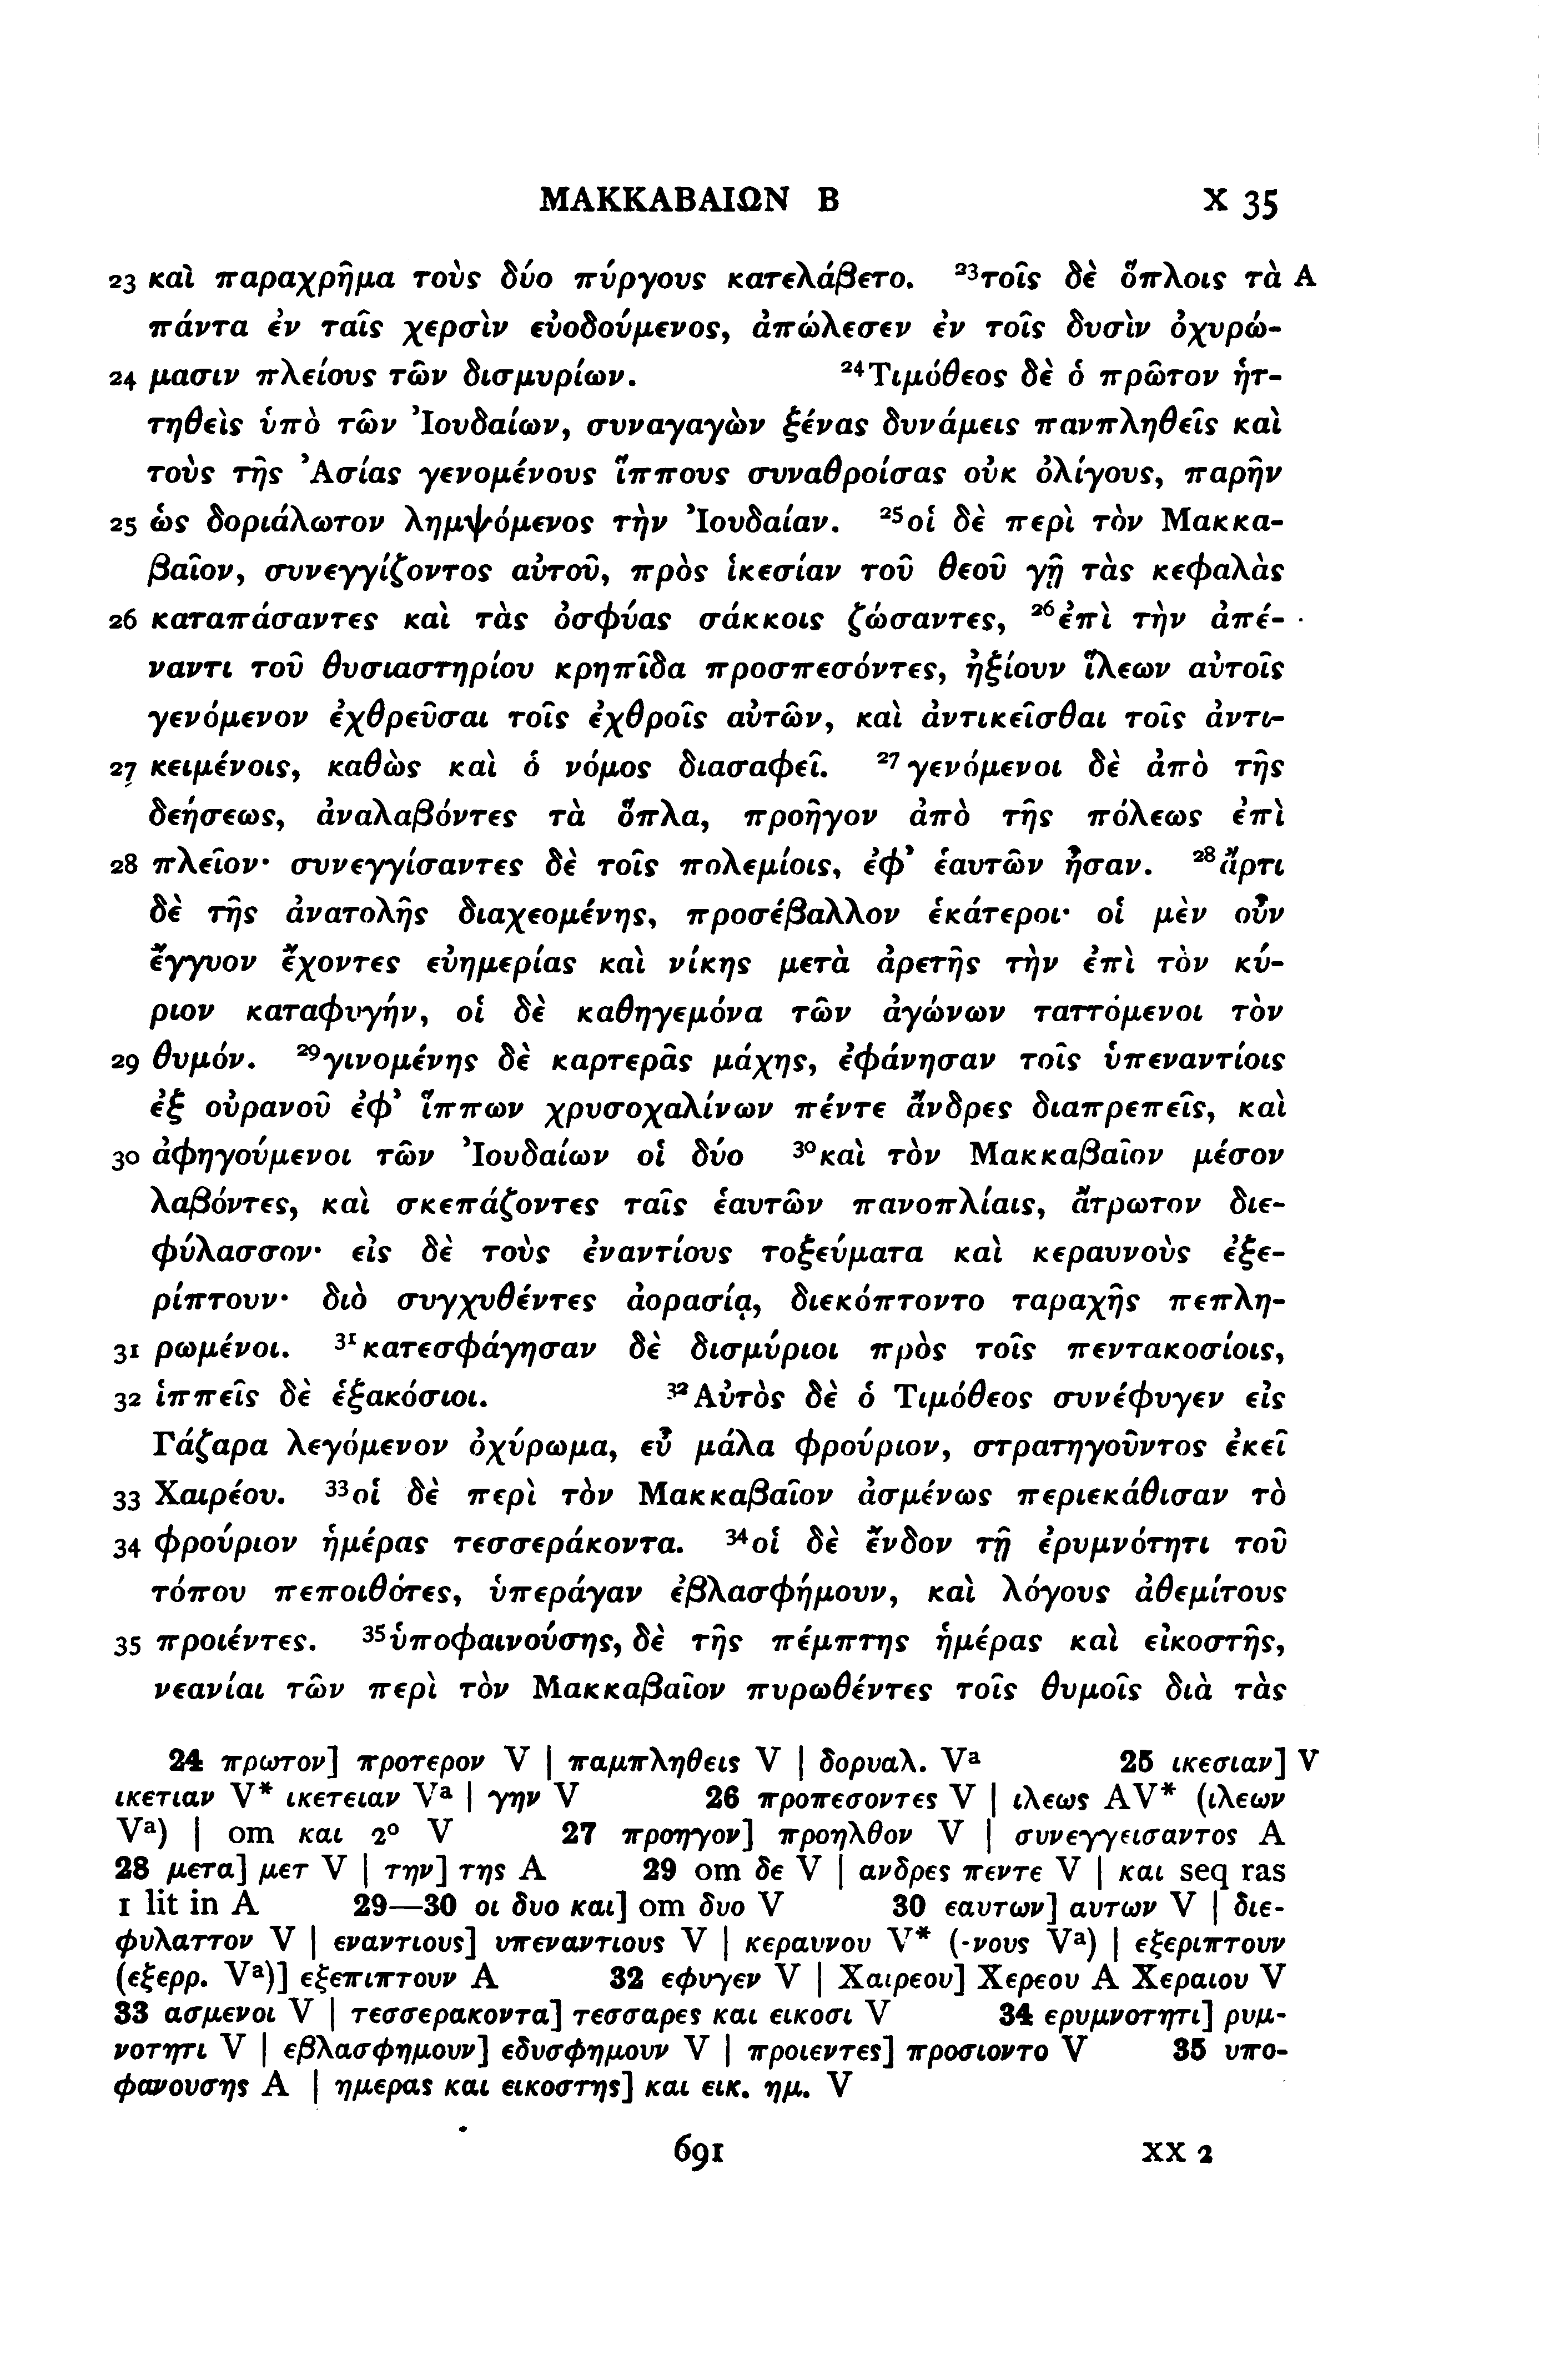 ΜΑΚΚΑΒΑΙΩΝ Β X 35
23 καὶ παραχρῆμα τοὺς δύο πύργους κατελάβετο. ²³τοῖς δὲ ὅπλοις τὰ A
πάντα ἐν ταῖς χερσὶν εὐοδούμενος, ἀπώλεσεν ἐν τοῖς δυσὶν ὀχυρώ-
24 μασιν πλείους τῶν δισμυρίων. ²⁴Τιμόθεος δὲ ὁ πρῶτον ἡτ-
τηθεὶς ὑπὸ τῶν Ἰουδαίων, συναγαγὼν ξένας δυνάμεις πανπληθεῖς καὶ
τοὺς τῆς Ἀσίας γενομένους ἵππους συναθροίσας οὐκ ὀλίγους, παρῆν
25 ὡς δοριάλωτον λημψόμενος τὴν Ἰουδαίαν. ²⁵οἱ δὲ περὶ τὸν Μακκα-
βαῖον, συνεγγίζοντος αὐτοῦ, πρὸς ἱκεσίαν τοῦ θεοῦ γῇ τὰς κεφαλὰς
26 καταπάσαντες καὶ τὰς ὀσφύας σάκκοις ζώσαντες, ²⁶ἐπὶ τὴν ἀπέ-
ναντι τοῦ θυσιαστηρίου κρηπῖδα προσπεσόντες, ἠξίουν ἵλεων αὐτοῖς
γενόμενον ἐχθρεῦσαι τοῖς ἐχθροῖς αὐτῶν, καὶ ἀντικεῖσθαι τοῖς ἀντι-
27 κειμένοις, καθὼς καὶ ὁ νόμος διασαφεῖ. ²⁷γενόμενοι δὲ ἀπὸ τῆς
δεήσεως, ἀναλαβόντες τὰ ὅπλα, προῆγον ἀπὸ τῆς πόλεως ἐπὶ
28 πλεῖον· συνεγγίσαντες δὲ τοῖς πολεμίοις, ἐφ' ἑαυτῶν ἦσαν. ²⁸ἄρτι
δὲ τῆς ἀνατολῆς διαχεομένης, προσέβαλλον ἑκάτεροι· οἱ μὲν οὖν
ἔγγυον ἔχοντες εὐημερίας καὶ νίκης μετὰ ἀρετῆς τὴν ἐπὶ τὸν κύ-
ριον καταφυγήν, οἱ δὲ καθηγεμόνα τῶν ἀγώνων ταττόμενοι τὸν
29 θυμόν. ²⁹γινομένης δὲ καρτερᾶς μάχης, ἐφάνησαν τοῖς ὑπεναντίοις
ἐξ οὐρανοῦ ἐφ' ἵππων χρυσοχαλίνων πέντε ἄνδρες διαπρεπεῖς, καὶ
30 ἀφηγούμενοι τῶν Ἰουδαίων οἱ δύο ³⁰καὶ τὸν Μακκαβαῖον μέσον
λαβόντες, καὶ σκεπάζοντες ταῖς ἑαυτῶν πανοπλίαις, ἄτρωτον διε-
φύλασσον· εἰς δὲ τοὺς ἐναντίους τοξεύματα καὶ κεραυνοὺς ἐξε-
ρίπτουν· διὸ συγχυθέντες ἀορασίᾳ, διεκόπτοντο ταραχῆς πεπλη-
31 ρωμένοι. ³¹κατεσφάγησαν δὲ δισμύριοι πρὸς τοῖς πεντακοσίοις,
32 ἱππεῖς δὲ ἑξακόσιοι. ³²Αὐτὸς δὲ ὁ Τιμόθεος συνέφυγεν εἰς
Γάζαρα λεγόμενον ὀχύρωμα, εὖ μάλα φρούριον, στρατηγοῦντος ἐκεῖ
33 Χαιρέου. ³³οἱ δὲ περὶ τὸν Μακκαβαῖον ἀσμένως περιεκάθισαν τὸ
34 φρούριον ἡμέρας τεσσεράκοντα. ³⁴οἱ δὲ ἔνδον τῇ ἐρυμνότητι τοῦ
τόπου πεποιθότες, ὑπεράγαν ἐβλασφήμουν, καὶ λόγους ἀθεμίτους
35 προιέντες. ³⁵ὑποφαινούσης, δὲ τῆς πέμπτης ἡμέρας καὶ εἰκοστῆς,
νεανίαι τῶν περὶ τὸν Μακκαβαῖον πυρωθέντες τοῖς θυμοῖς διὰ τὰς
24 πρωτον] προτερον V | παμπληθεις V | δορυαλ. Vᵃ 25 ικεσιαν] V
ικετιαν V* ικετειαν Vᵃ | γην V 26 προπεσοντες V | ιλεως AV* (ιλεων
Vᵃ) | om και 2° V 27 προηγον] προηλθον V | συνεγγεισαντος A
28 μετα] μετ V | την] της A 29 om δε V | ανδρες πεντε V | και seq ras
1 lit in A 29—30 οι δυο και] om δυο V 30 εαυτων] αυτων V | διε-
φυλαττον V | εναντιους] υπεναντιους V | κεραυνου V* (-νους Vᵃ) | εξεριπτουν
(εξερρ. Vᵃ)] εξεπιπτουν A 32 εφυγεν V | Χαιρεου] Χερεου A Χεραιου V
33 ασμενοι V | τεσσερακοντα] τεσσαρες και εικοσι V 34 ερυμνοτητι] ρυμ-
νοτητι V | εβλασφημουν] εδυσφημουν V | προιεντες] προσιοντο V 35 υπο-
φανουσης A | ημερας και εικοστης] και εικ. ημ. V
691 XX 2